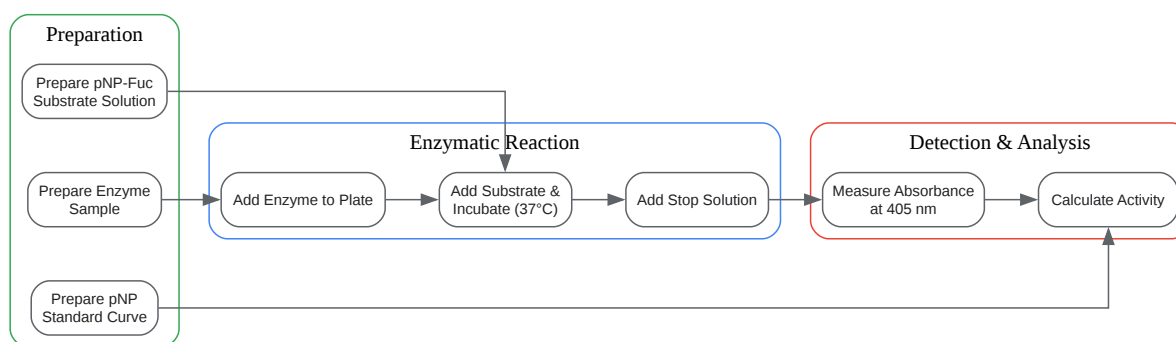 Preparation
Prepare pNP-Fuc
Substrate Solution
Prepare Enzyme
Sample
Prepare pNP
Standard Curve
Enzymatic Reaction
Add Enzyme to Plate
Add Substrate &
Incubate (37°C)
Add Stop Solution
Detection & Analysis
Measure Absorbance
at 405 nm
Calculate Activity